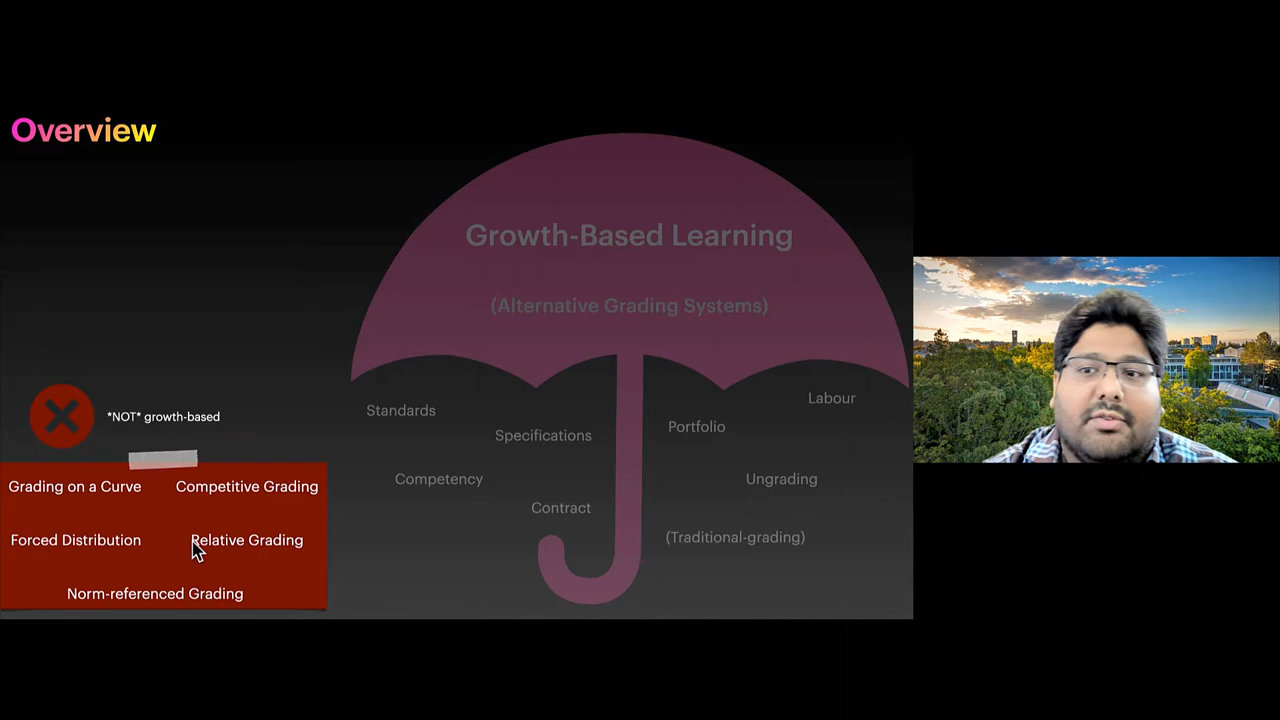 Overview
Growth-Based Learning
(Alternative Grading Systems)
Standards
Specifications
Competency
Contract
Labour
Portfolio
Ungrading
(Traditional-grading)
*NOT* growth-based
Grading on a Curve
Competitive Grading
Forced Distribution
Relative Grading
Norm-referenced Grading